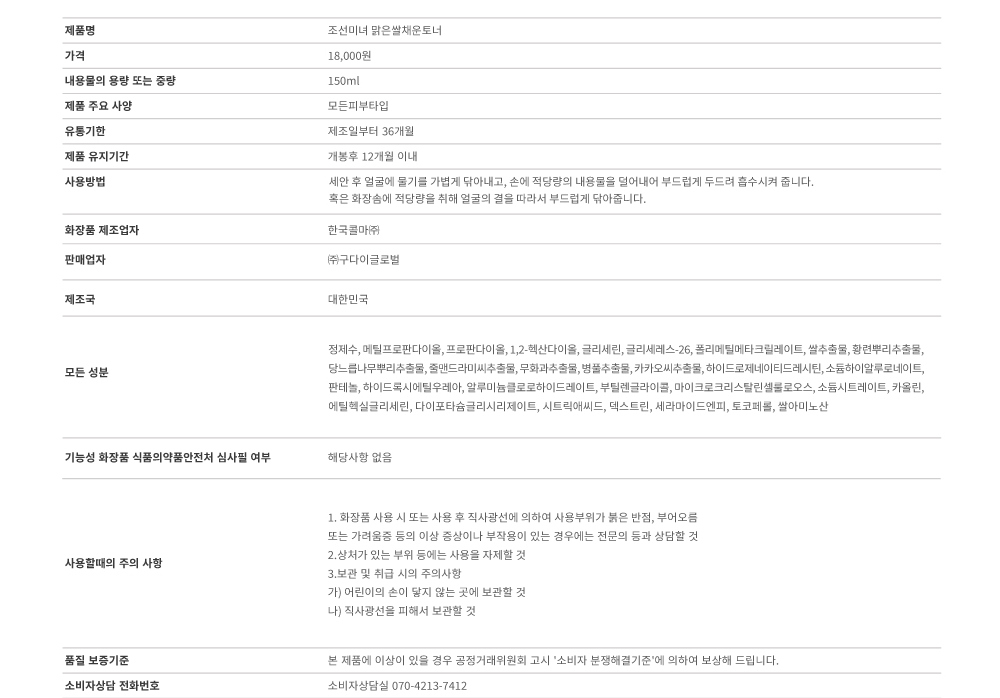 제품명 조선미녀 맑은쌀채운토너
가격 18,000원
내용물의 용량 또는 중량 150ml
제품 주요 사양 모든피부타입
유통기한 제조일부터 36개월
제품 유지기간 개봉후 12개월 이내
사용방법 세안 후 얼굴에 물기를 가볍게 닦아내고, 손에 적당량의 내용물을 덜어내어 부드럽게 두드려 흡수시켜 줍니다.
혹은 화장솜에 적당량을 취해 얼굴의 결을 따라서 부드럽게 닦아줍니다.
화장품 제조업자 한국콜마㈜
판매업자 ㈜구다이글로벌
제조국 대한민국
정제수, 메틸프로판다이올, 프로판다이올, 1,2-헥산다이올, 글리세린, 글리세레스-26, 폴리메틸메타크릴레이트, 쌀추출물, 황련뿌리추출물,
모든 성분 당느릅나무뿌리추출물, 줄맨드라미씨추출물, 무화과추출물, 병풀추출물, 카카오씨추출물, 하이드로제네이티드레시틴, 소듐하이알루로네이트,
판테놀, 하이드록시에틸우레아, 알루미늄클로로하이드레이트, 부틸렌글라이콜, 마이크로크리스탈린셀룰로오스, 소듐시트레이트, 카올린,
에틸헥실글리세린, 다이포타슘글리시리제이트, 시트릭애씨드, 덱스트린, 세라마이드엔피, 토코페롤, 쌀아미노산
기능성 화장품 식품의약품안전처 심사필 여부 해당사항 없음
1. 화장품 사용 시 또는 사용 후 직사광선에 의하여 사용부위가 붉은 반점, 부어오름
또는 가려움증 등의 이상 증상이나 부작용이 있는 경우에는 전문의 등과 상담할 것
2.상처가 있는 부위 등에는 사용을 자제할 것
사용할때의 주의 사항 3.보관 및 취급 시의 주의사항
가) 어린이의 손이 닿지 않는 곳에 보관할 것
나) 직사광선을 피해서 보관할 것
품질 보증기준 본 제품에 이상이 있을 경우 공정거래위원회 고시 '소비자 분쟁해결기준'에 의하여 보상해 드립니다.
소비자상담 전화번호 소비자상담실 070-4213-7412